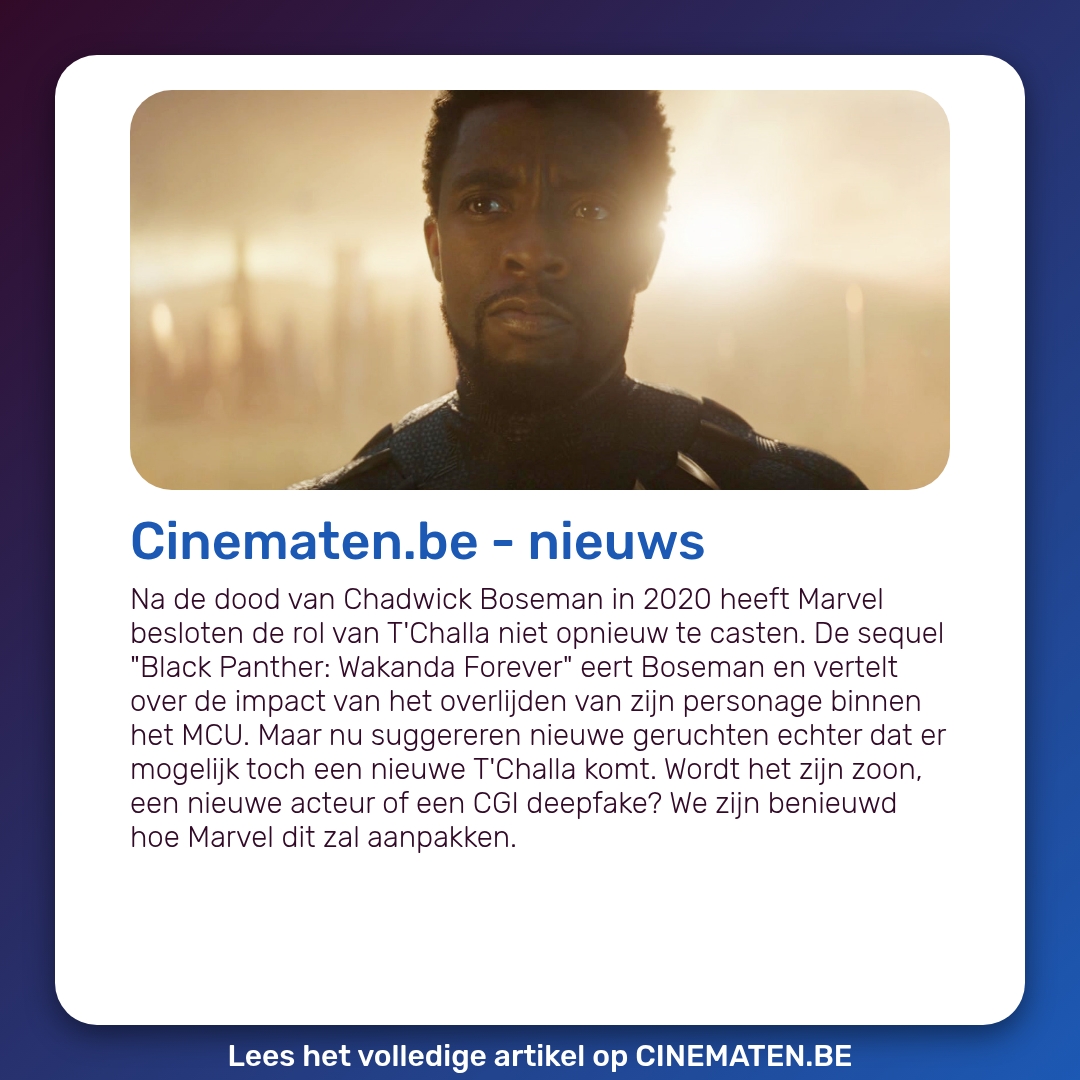 Cinematen.be - nieuws
Na de dood van Chadwick Boseman in 2020 heeft Marvel
besloten de rol van T'Challa niet opnieuw te casten. De sequel
"Black Panther: Wakanda Forever" eert Boseman en vertelt
over de impact van het overlijden van zijn personage binnen
het MCU. Maar nu suggereren nieuwe geruchten echter dat er
mogelijk toch een nieuwe T'Challa komt. Wordt het zijn zoon,
een nieuwe acteur of een CGI deepfake? We zijn benieuwd
hoe Marvel dit zal aanpakken.
Lees het volledige artikel op CINEMATEN.BE